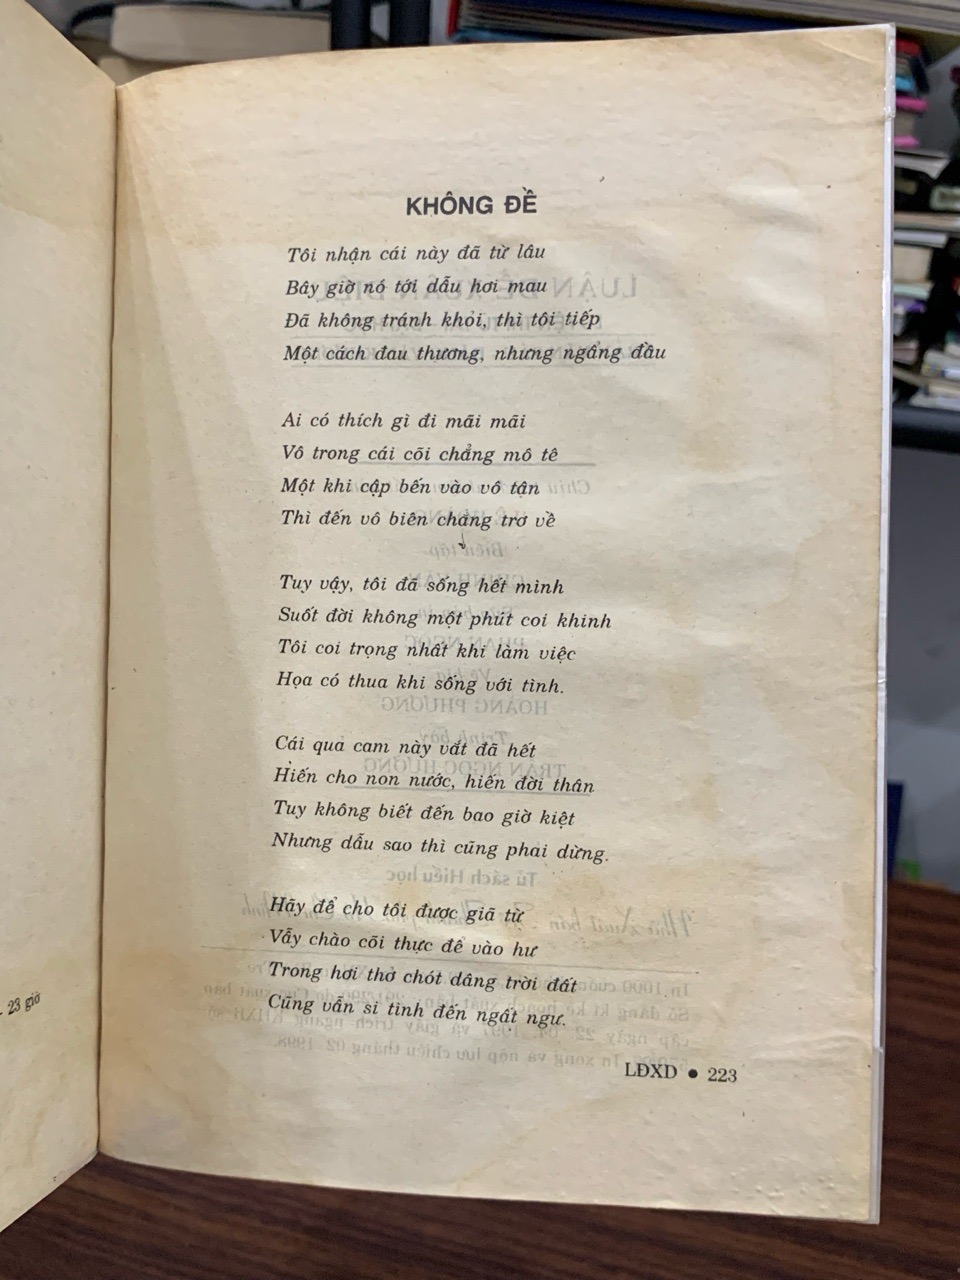 KHÔNG ĐỀ
Tôi nhận cái này đã từ lâu
Bây giờ nó tới dẫu hơi mau
Đã không tránh khỏi, thì tôi tiếp
Một cách đau thương, nhưng ngẩng đầu
Ai có thích gì đi mãi mãi
Vô trong cái cõi chẳng mô tê
Một khi cập bến vào vô tận
Thì đến vô biên chẳng trơ về
Tuy vậy, tôi đã sống hết mình
Suốt đời không một phút coi khinh
Tôi coi trọng nhất khi làm việc
Họa có thua khi sống với tình.
Cái qua cam này vắt đã hết
Hiến cho non nước, hiến đời thân
Tuy không biết đến bao giờ kiệt
Nhưng dẫu sao thì cũng phai dừng.
Hãy để cho tôi được giã từ
Vẫy chào cõi thực để vào hư
Trong hơi thở chót dâng trời đất
Cũng vẫn si tình đến ngất ngư.
LĐXD • 223
23 giờ